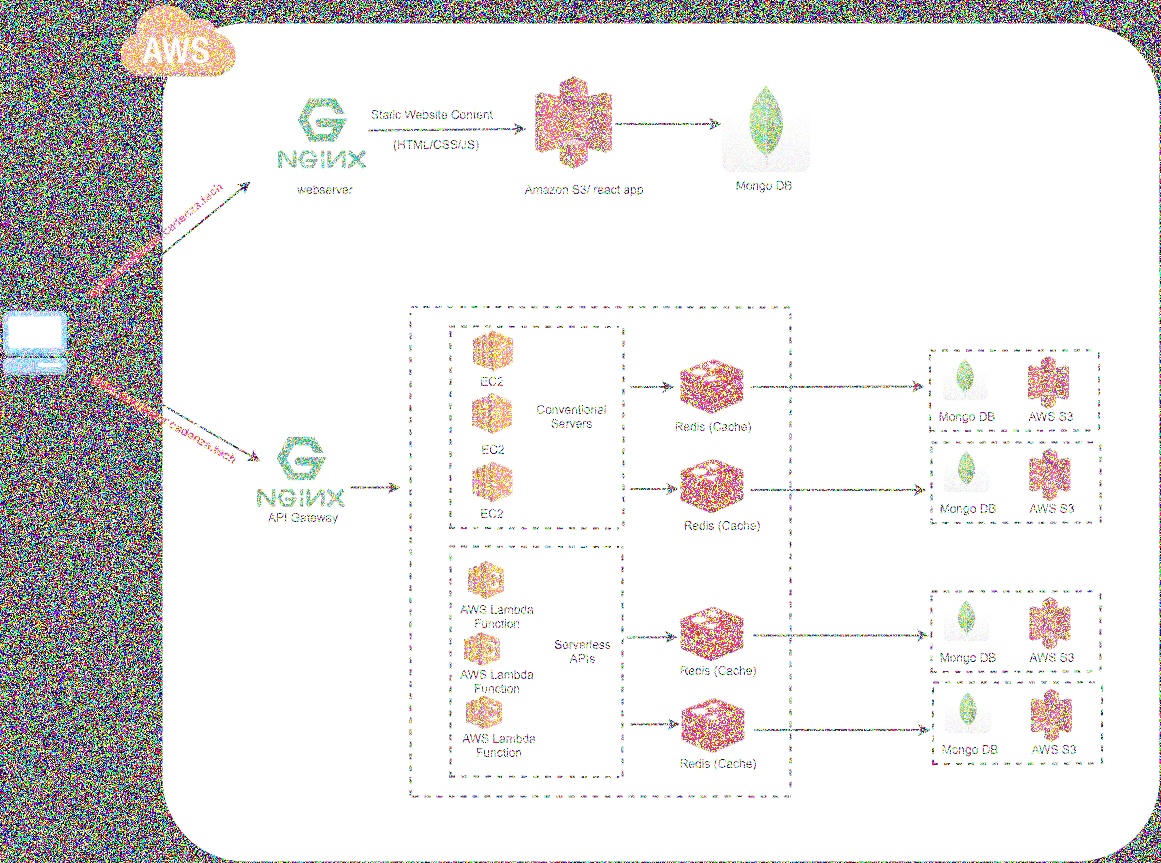 AWS
Static Website Content
(HTML/CSS/JS)
NGINX
webserver
Amazon S3/ react app
Mongo DB
cadenza.tech
cadenza.tech
NGINX
API Gateway
EC2
EC2
EC2
Conventional
Servers
AWS Lambda
Function
AWS Lambda
Function
AWS Lambda
Function
Serverless
APIs
Redis (Cache)
Redis (Cache)
Redis (Cache)
Redis (Cache)
Mongo DB
AWS S3
Mongo DB
AWS S3
Mongo DB
AWS S3
Mongo DB
AWS S3